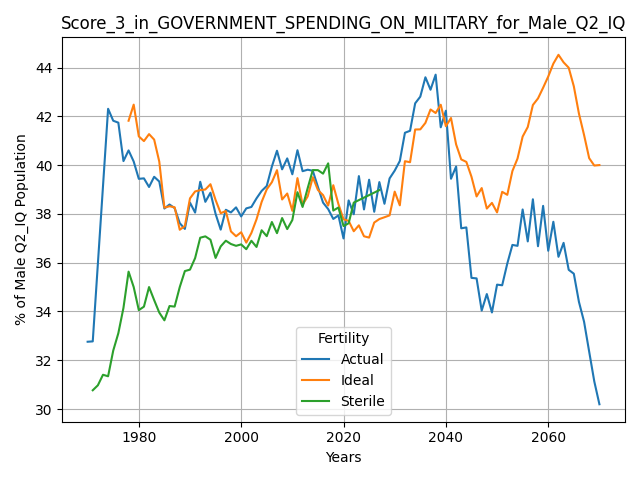 Score_3_in_GOVERNMENT_SPENDING_ON_MILITARY_for_Male_Q2_IQ
% of Male Q2_IQ Population
44
42
40
38
36
34
32
30
Fertility
Actual
Ideal
Sterile
1980
2000
2020
2040
2060
Years